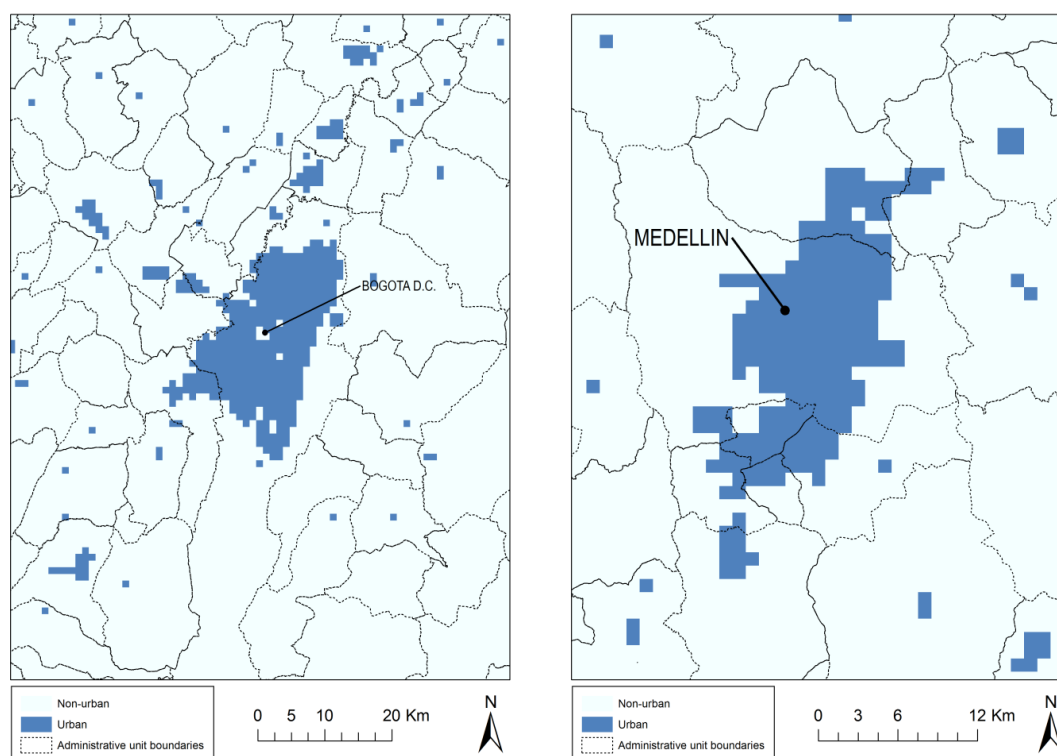 BOGOTA D.C.
MEDELLIN
Non-urban
Urban
Administrative unit boundaries
0 5 10 20 Km
N
Non-urban
Urban
Administrative unit boundaries
0 3 6 12 Km
N